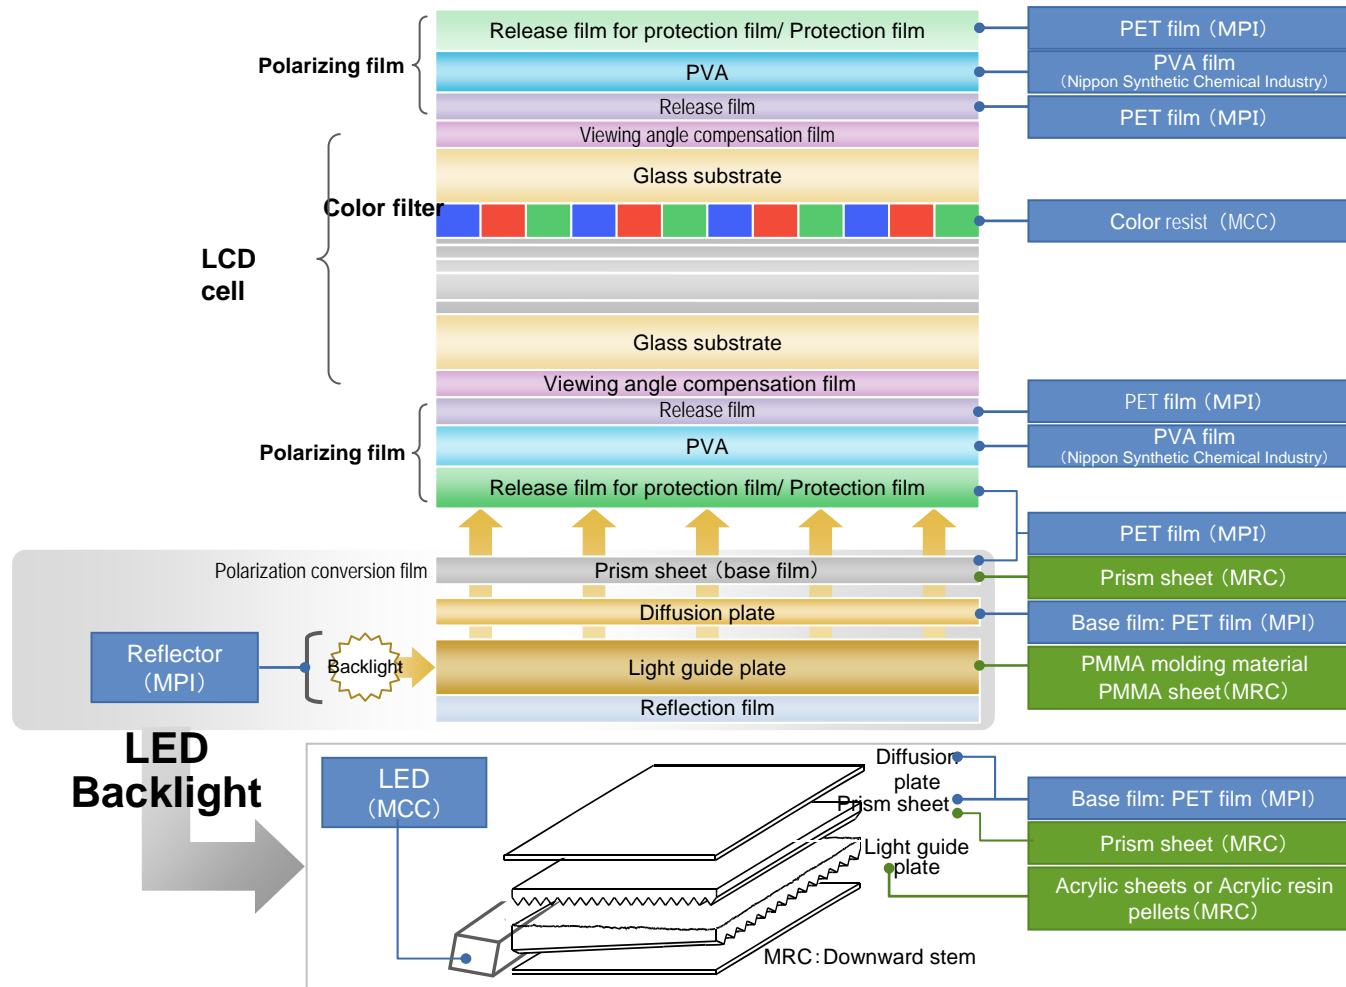 Release film for protection film/ Protection film
PET film (MPI)
Polarizing film
PVA
PVA film
(Nippon Synthetic Chemical Industry)
Release film
PET film (MPI)
Viewing angle compensation film
Glass substrate
Color filter
Color resist (MCC)
LCD
cell
Glass substrate
Viewing angle compensation film
Release film
PET film (MPI)
Polarizing film
PVA
PVA film
(Nippon Synthetic Chemical Industry)
Release film for protection film/ Protection film
PET film (MPI)
Polarization conversion film
Prism sheet (base film)
Prism sheet (MRC)
Diffusion plate
Base film: PET film (MPI)
Reflector
(MPI)
Backlight
Light guide plate
PMMA molding material
PMMA sheet(MRC)
Reflection film
LED
Backlight
LED
(MCC)
Diffusion
plate
Prism sheet
Base film: PET film (MPI)
Prism sheet (MRC)
Light guide
plate
Acrylic sheets or Acrylic resin
pellets(MRC)
MRC: Downward stem